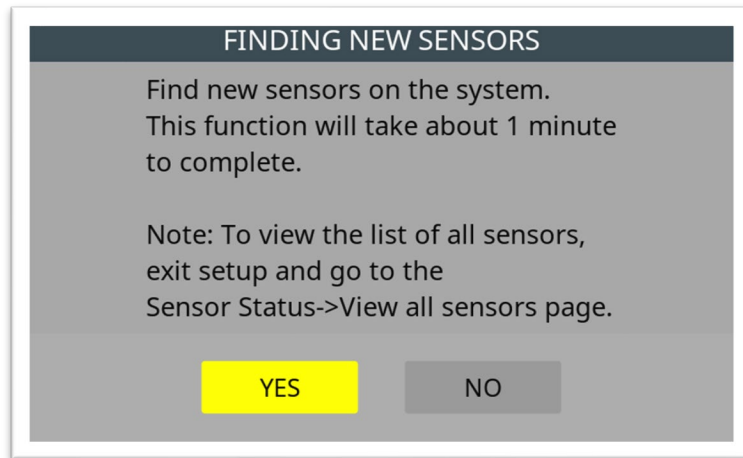 FINDING NEW SENSORS
Find new sensors on the system.
This function will take about 1 minute
to complete.
Note: To view the list of all sensors,
exit setup and go to the
Sensor Status->View all sensors page.
YES
NO